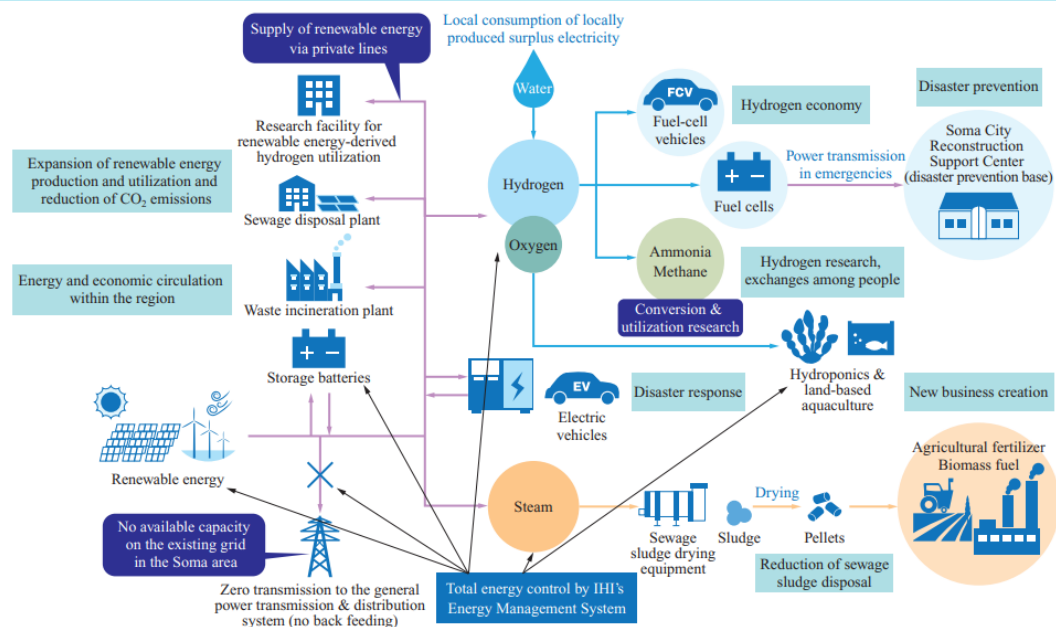 Supply of renewable energy
via private lines
Local consumption of locally
produced surplus electricity
Water
Research facility for
renewable energy-derived
hydrogen utilization
FCV
Fuel-cell
vehicles
Hydrogen economy
Disaster prevention
Expansion of renewable energy
production and utilization and
reduction of CO₂ emissions
Sewage disposal plant
Hydrogen
Fuel cells
Power transmission
in emergencies
Soma City
Reconstruction
Support Center
(disaster prevention base)
Oxygen
Ammonia
Methane
Hydrogen research,
exchanges among people
Energy and economic circulation
within the region
Waste incineration plant
Conversion &
utilization research
Storage batteries
EV
Electric
vehicles
Disaster response
Hydroponics &
land-based
aquaculture
New business creation
Renewable energy
Steam
Sewage
sludge drying
equipment
Sludge
Drying
Pellets
Agricultural fertilizer
Biomass fuel
No available capacity
on the existing grid
in the Soma area
Reduction of sewage
sludge disposal
Zero transmission to the general
power transmission & distribution
system (no back feeding)
Total energy control by IHI's
Energy Management System